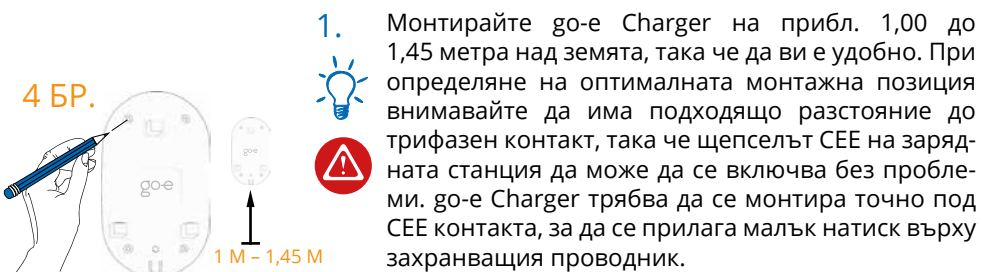 1.
Монтирайте go-e Charger на прибл. 1,00 до
1,45 метра над земята, така че да ви е удобно. При
определяне на оптималната монтажна позиция
внимавайте да има подходящо разстояние до
трифазен контакт, така че щепселът CEE на заряд-
ната станция да може да се включва без пробле-
ми. go-e Charger трябва да се монтира точно под
CEE контакта, за да се прилага малък натиск върху
захранващия проводник.
4 БР.
go-e
go-e
1 М – 1,45 М